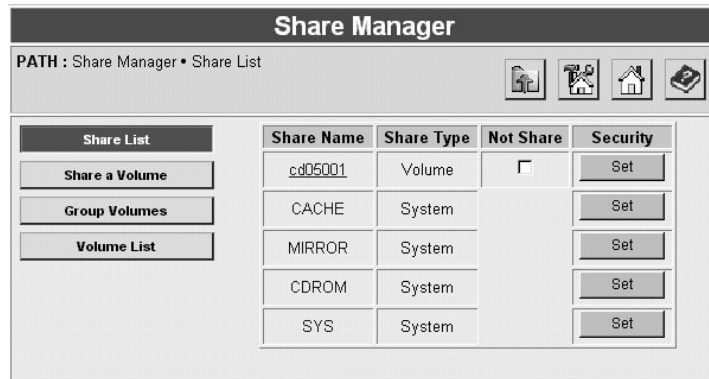 Share Manager
PATH : Share Manager • Share List
Share List
Share a Volume
Group Volumes
Volume List
Share Name Share Type Not Share Security
cd05001 Volume Set
CACHE System Set
MIRROR System Set
CDROM System Set
SYS System Set